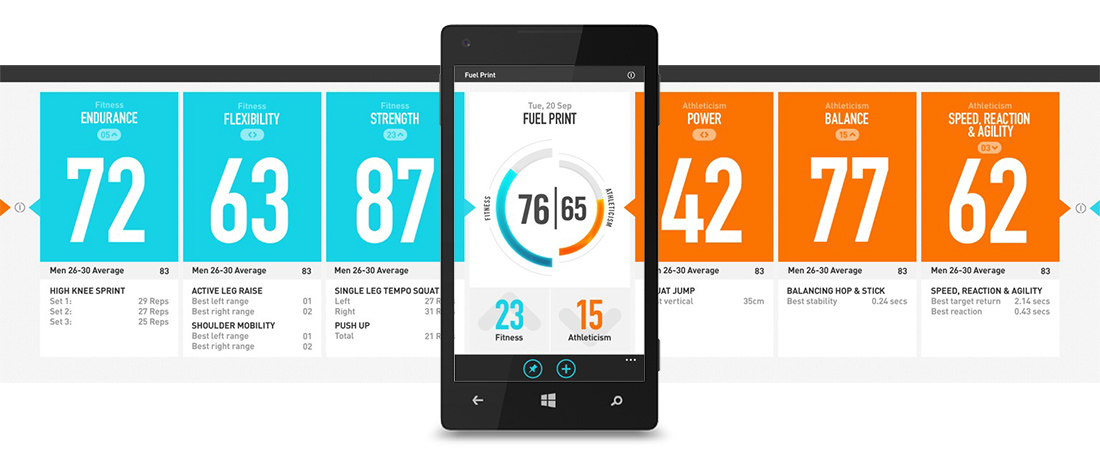 Fitness
ENDURANCE
05
72
Men 26-30 Average 83
HIGH KNEE SPRINT
Set 1: 29 Reps
Set 2: 27 Reps
Set 3: 25 Reps
Fitness
FLEXIBILITY
63
Men 26-30 Average 83
ACTIVE LEG RAISE
Best left range 01
Best right range 02
SHOULDER MOBILITY
Best left range 01
Best right range 02
Fitness
STRENGTH
23
87
Men 26-30 Average
SINGLE LEG TEMPO SQUAT
Left 27 R
Right 31 R
PUSH UP
Total 21 R
Fuel Print
Tue, 20 Sep
FUEL PRINT
FITNESS
76|65
ATHLETICISM
23
Fitness
15
Athleticism
Athleticism
POWER
42
Men 26-30 Average 83
UAT JUMP
t vertical 35cm
Athleticism
BALANCE
15
77
Men 26-30 Average 83
BALANCING HOP & STICK
Best stability 0.24 secs
Athleticism
SPEED, REACTION
& AGILITY
03
62
Men 26-30 Average 83
SPEED, REACTION & AGILITY
Best target return 2.14 secs
Best reaction 0.43 secs